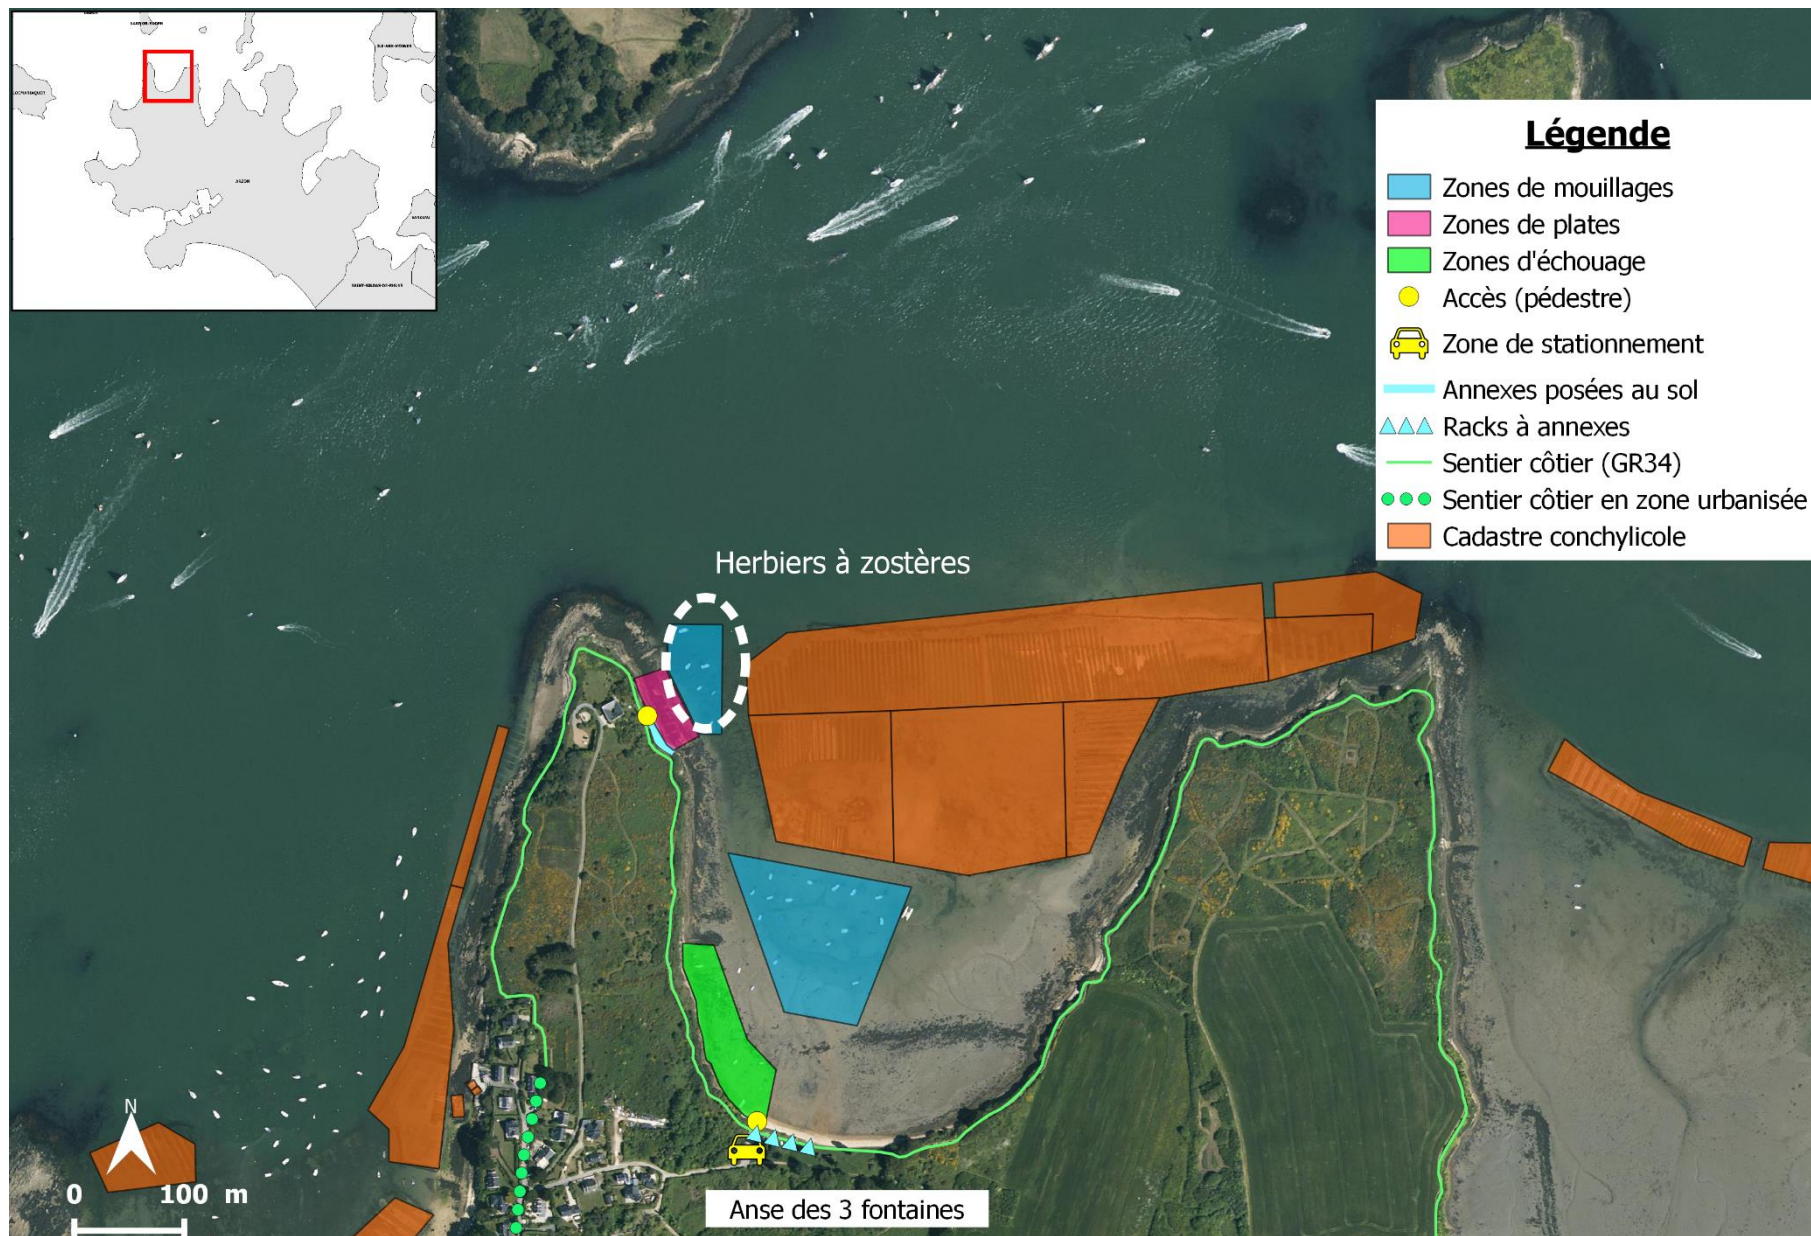 ARZON
Légende
Zones de mouillages
Zones de plates
Zones d'échouage
Accès (pédestre)
Zone de stationnement
Annexes posées au sol
Racks à annexes
Sentier côtier (GR34)
Sentier côtier en zone urbanisée
Cadastre conchylicole
Herbiers à zostères
N
0 100 m
Anse des 3 fontaines